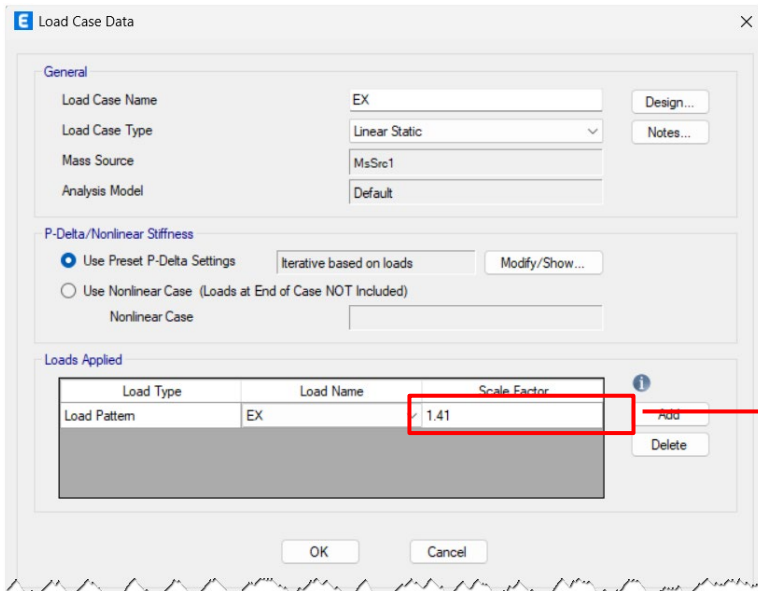 E Load Case Data
General
Load Case Name EX Design...
Load Case Type Linear Static Notes...
Mass Source MsSrc1
Analysis Model Default
P-Delta/Nonlinear Stiffness
Use Preset P-Delta Settings Iterative based on loads Modify/Show...
Use Nonlinear Case (Loads at End of Case NOT Included)
Nonlinear Case
Loads Applied
Load Type Load Name Scale Factor i
Load Pattern EX 1.41 Add
Delete
OK Cancel